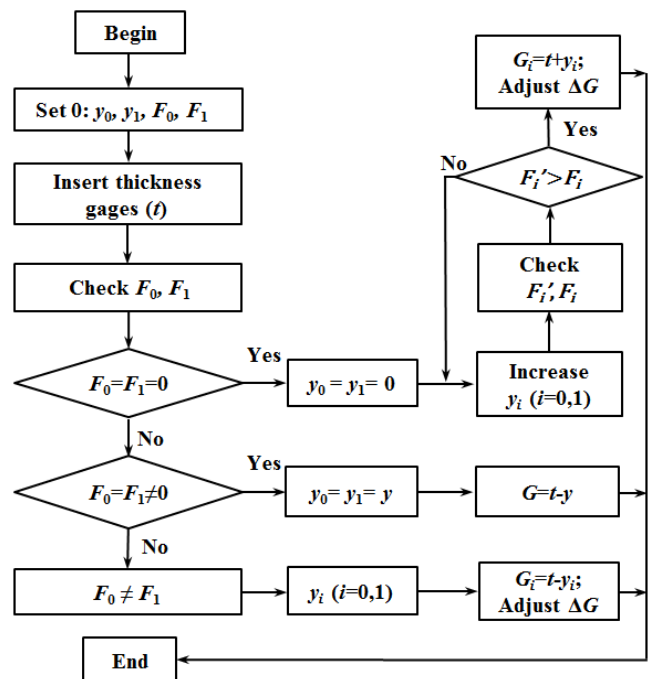 Begin
Set 0: y₀, y₁, F₀, F₁
Insert thickness
gages (t)
Check F₀, F₁
F₀=F₁=0
Yes
y₀ = y₁= 0
Increase
yᵢ (i=0,1)
Check
Fᵢ′, Fᵢ
Fᵢ′>Fᵢ
No
Yes
Gᵢ=t+yᵢ;
Adjust ΔG
No
F₀=F₁≠0
Yes
y₀= y₁= y
G=t-y
No
F₀ ≠ F₁
yᵢ (i=0,1)
Gᵢ=t-yᵢ;
Adjust ΔG
End